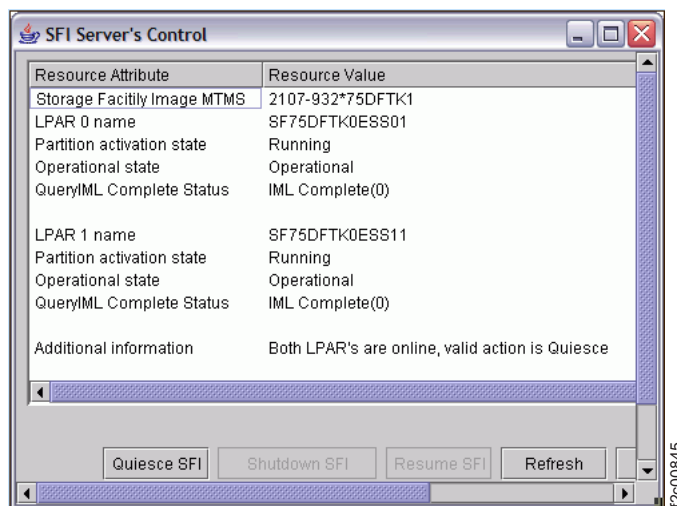 SFI Server's Control
Resource Attribute Resource Value
Storage Facitily Image MTMS 2107-932*75DFTK1
LPAR 0 name SF75DFTK0ESS01
Partition activation state Running
Operational state Operational
QueryIML Complete Status IML Complete(0)
LPAR 1 name SF75DFTK0ESS11
Partition activation state Running
Operational state Operational
QueryIML Complete Status IML Complete(0)
Additional information Both LPAR's are online, valid action is Quiesce
Quiesce SFI Shutdown SFI Resume SFI Refresh
f2c00845